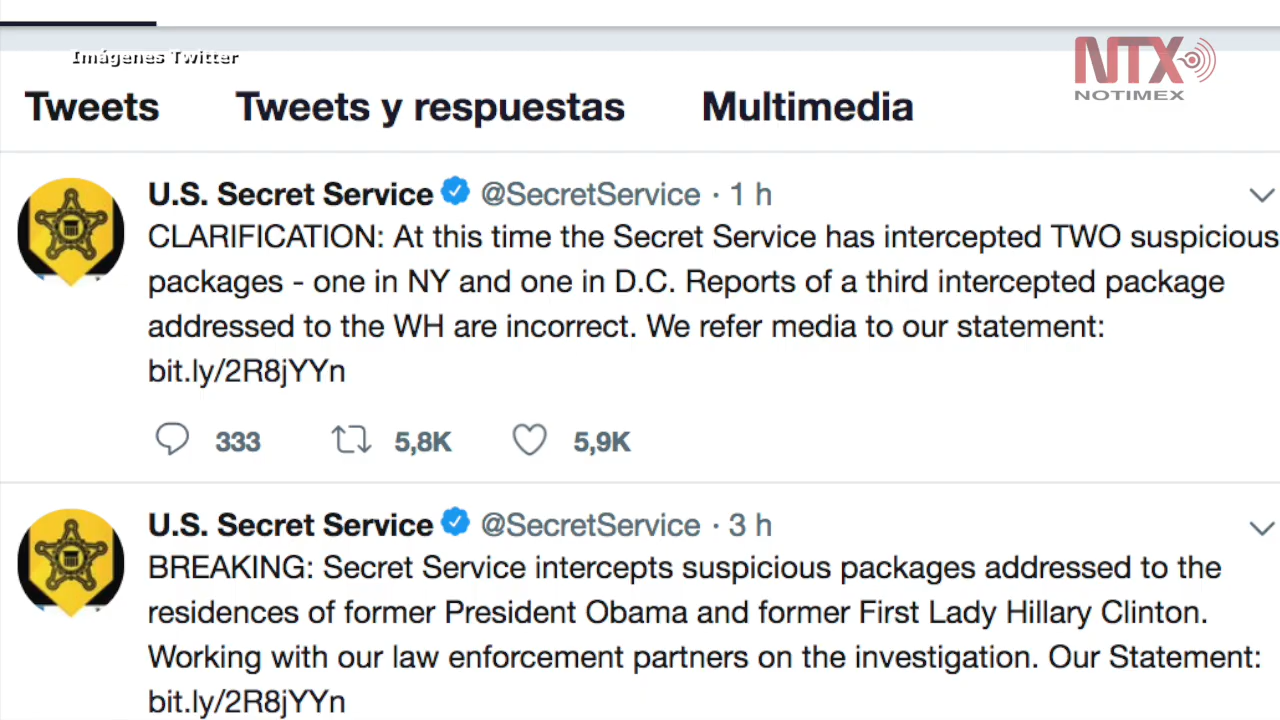 Imágenes Twitter
NTX
NOTIMEX
Tweets Tweets y respuestas Multimedia
U.S. Secret Service @SecretService · 1 h
CLARIFICATION: At this time the Secret Service has intercepted TWO suspicious
packages - one in NY and one in D.C. Reports of a third intercepted package
addressed to the WH are incorrect. We refer media to our statement:
bit.ly/2R8jYYn
333 5,8K 5,9K
U.S. Secret Service @SecretService · 3 h
BREAKING: Secret Service intercepts suspicious packages addressed to the
residences of former President Obama and former First Lady Hillary Clinton.
Working with our law enforcement partners on the investigation. Our Statement:
bit.ly/2R8jYYn